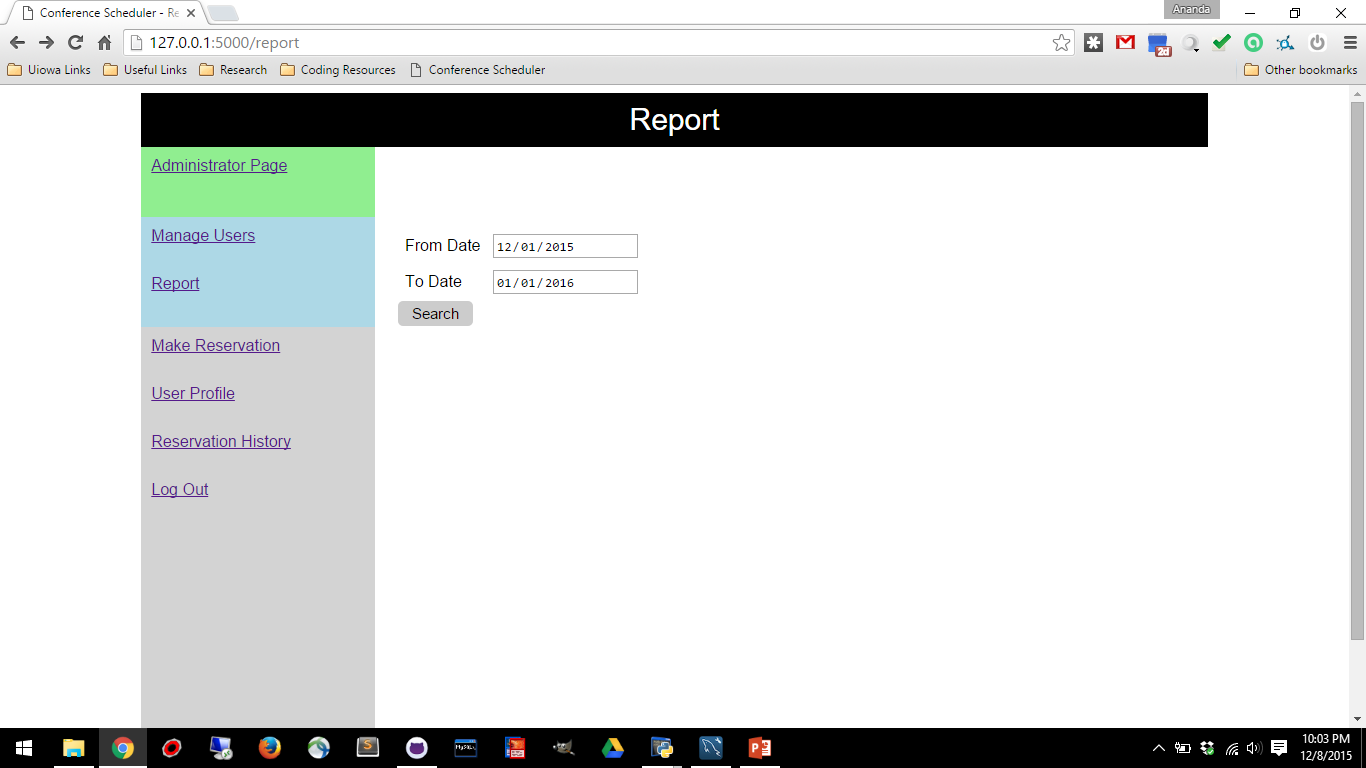 Ananda
Conference Scheduler - Re
127.0.0.1:5000/report
23
Uiowa Links Useful Links Research Coding Resources Conference Scheduler Other bookmarks
Report
Administrator Page
Manage Users
Report
Make Reservation
User Profile
Reservation History
Log Out
From Date 12/01/2015
To Date 01/01/2016
Search
10:03 PM
12/8/2015